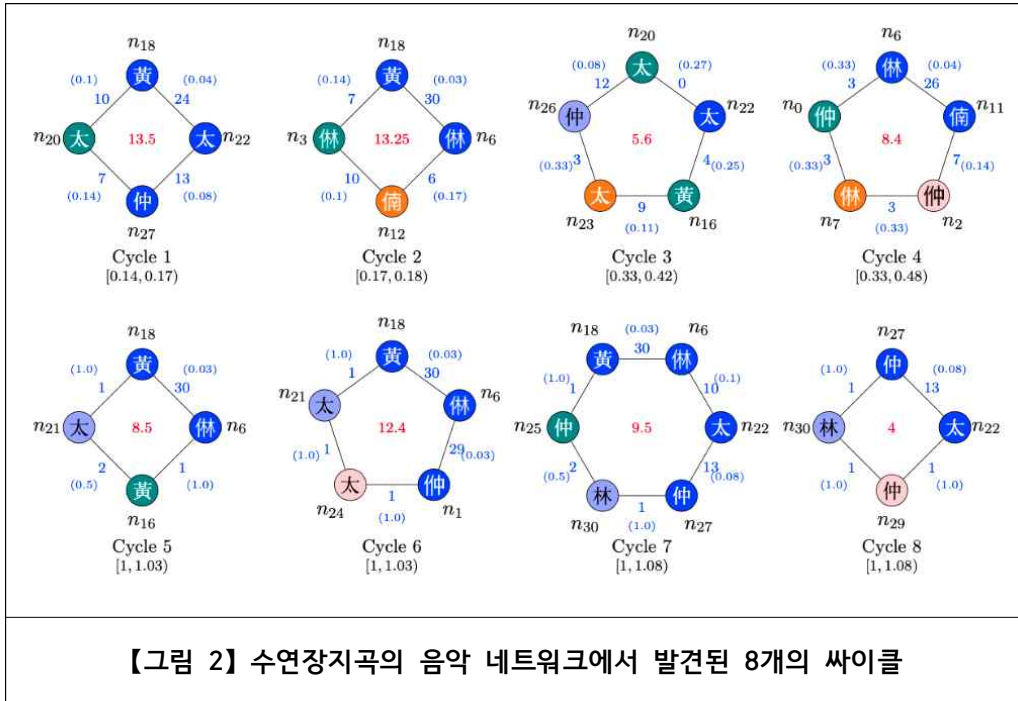 n18
(0.1) 黃 (0.04)
10 24
n20 太 13.5 太 n22
7 13
(0.14) 仲 (0.08)
n27
Cycle 1
[0.14, 0.17)
n18
(0.14) 黃 (0.03)
7 30
n3 㑣 13.25 㑣 n6
10 6
(0.1) 㑲 (0.17)
n12
Cycle 2
[0.17, 0.18)
n20
(0.08) 太 (0.27)
12 0
n26 仲 太 n22
5.6
(0.33) 3 4 (0.25)
太 9 黃
n23 (0.11) n16
Cycle 3
[0.33, 0.42)
n6
(0.33) 㑣 (0.04)
3 26
n0 㑖 㑲 n11
8.4
(0.33) 3 7 (0.14)
㑣 3 㑖
n7 (0.33) n2
Cycle 4
[0.33, 0.48)
n18
(1.0) 黃 (0.03)
1 30
n21 太 8.5 㑣 n6
2 1
(0.5) 黃 (1.0)
n16
Cycle 5
[1, 1.03)
n18
(1.0) 黃 (0.03)
1 30
n21 太 㑣 n6
12.4
(1.0) 1 29 (0.03)
太 1 㑖
n24 (1.0) n1
Cycle 6
[1, 1.03)
n18 (0.03) n6
黃 30 㑣
(1.0) 1 10 (0.1)
n25 仲 9.5 太 n22
(0.5) 2 13 (0.08)
林 1 仲
n30 (1.0) n27
Cycle 7
[1, 1.08)
n27
(1.0) 仲 (0.08)
1 13
n30 林 4 太 n22
1 1
(1.0) 仲 (1.0)
n29
Cycle 8
[1, 1.08)
【그림 2】 수연장지곡의 음악 네트워크에서 발견된 8개의 싸이클